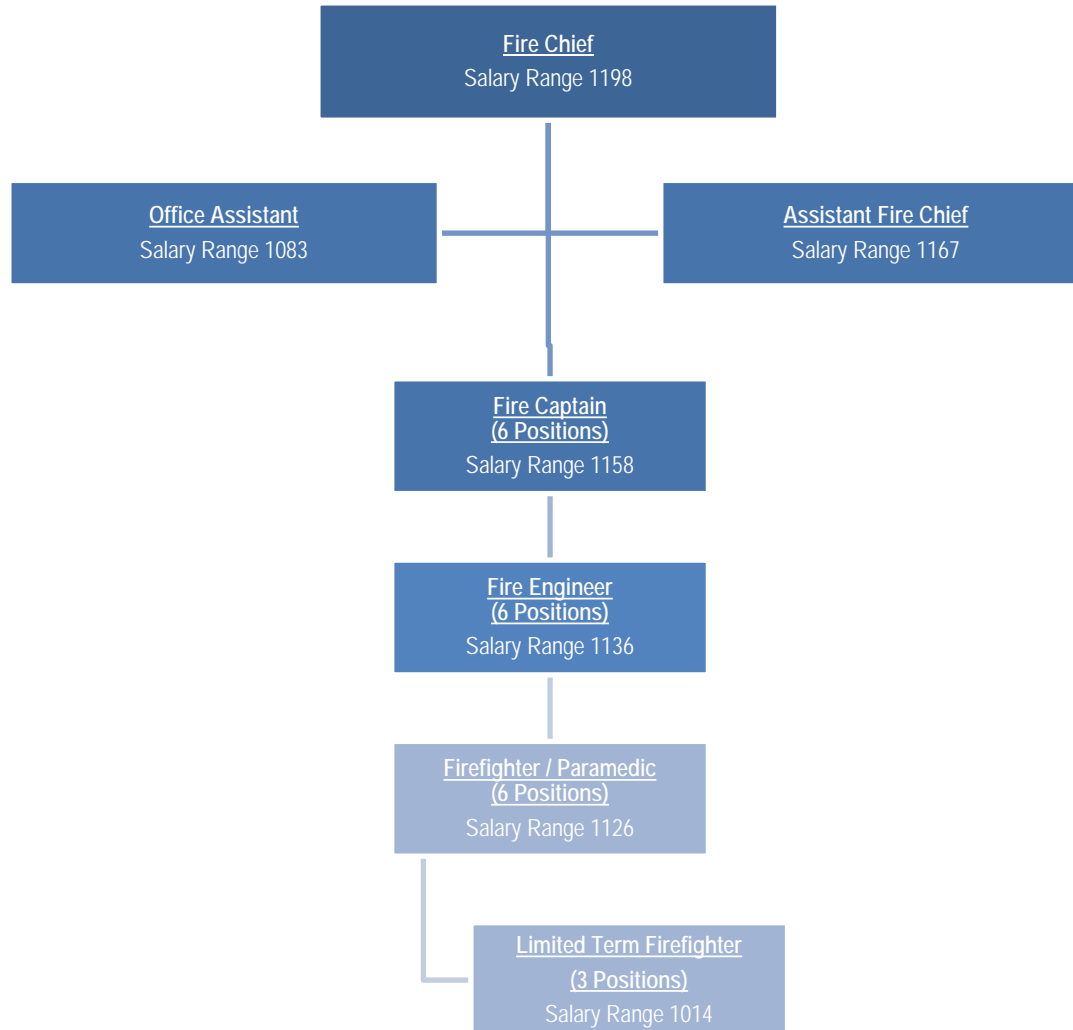 Fire Chief
Salary Range 1198
Office Assistant
Salary Range 1083
Assistant Fire Chief
Salary Range 1167
Fire Captain
(6 Positions)
Salary Range 1158
Fire Engineer
(6 Positions)
Salary Range 1136
Firefighter / Paramedic
(6 Positions)
Salary Range 1126
Limited Term Firefighter
(3 Positions)
Salary Range 1014